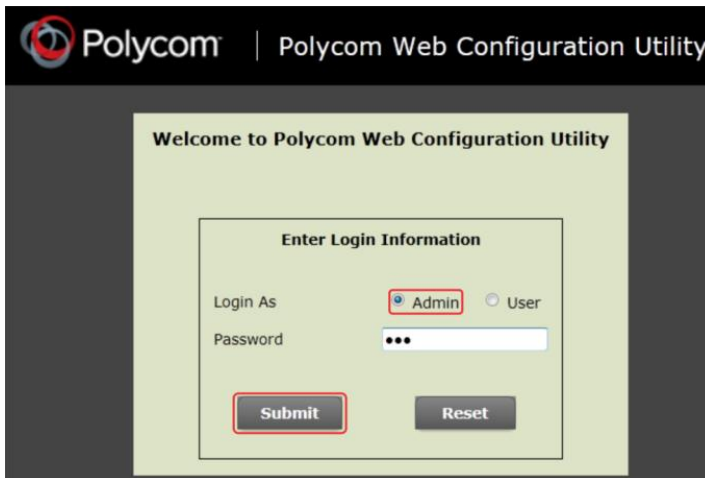 Polycom | Polycom Web Configuration Utility
Welcome to Polycom Web Configuration Utility
Enter Login Information
Login As Admin User
Password •••
Submit Reset